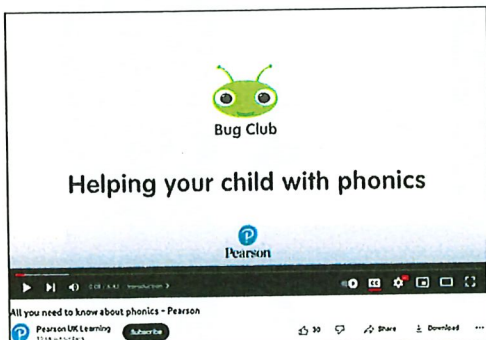 Bug Club
Helping your child with phonics
Pearson
Introduction
CC
All you need to know about phonics - Pearson
Pearson UK Learning
Subscribe
30
Share
Download